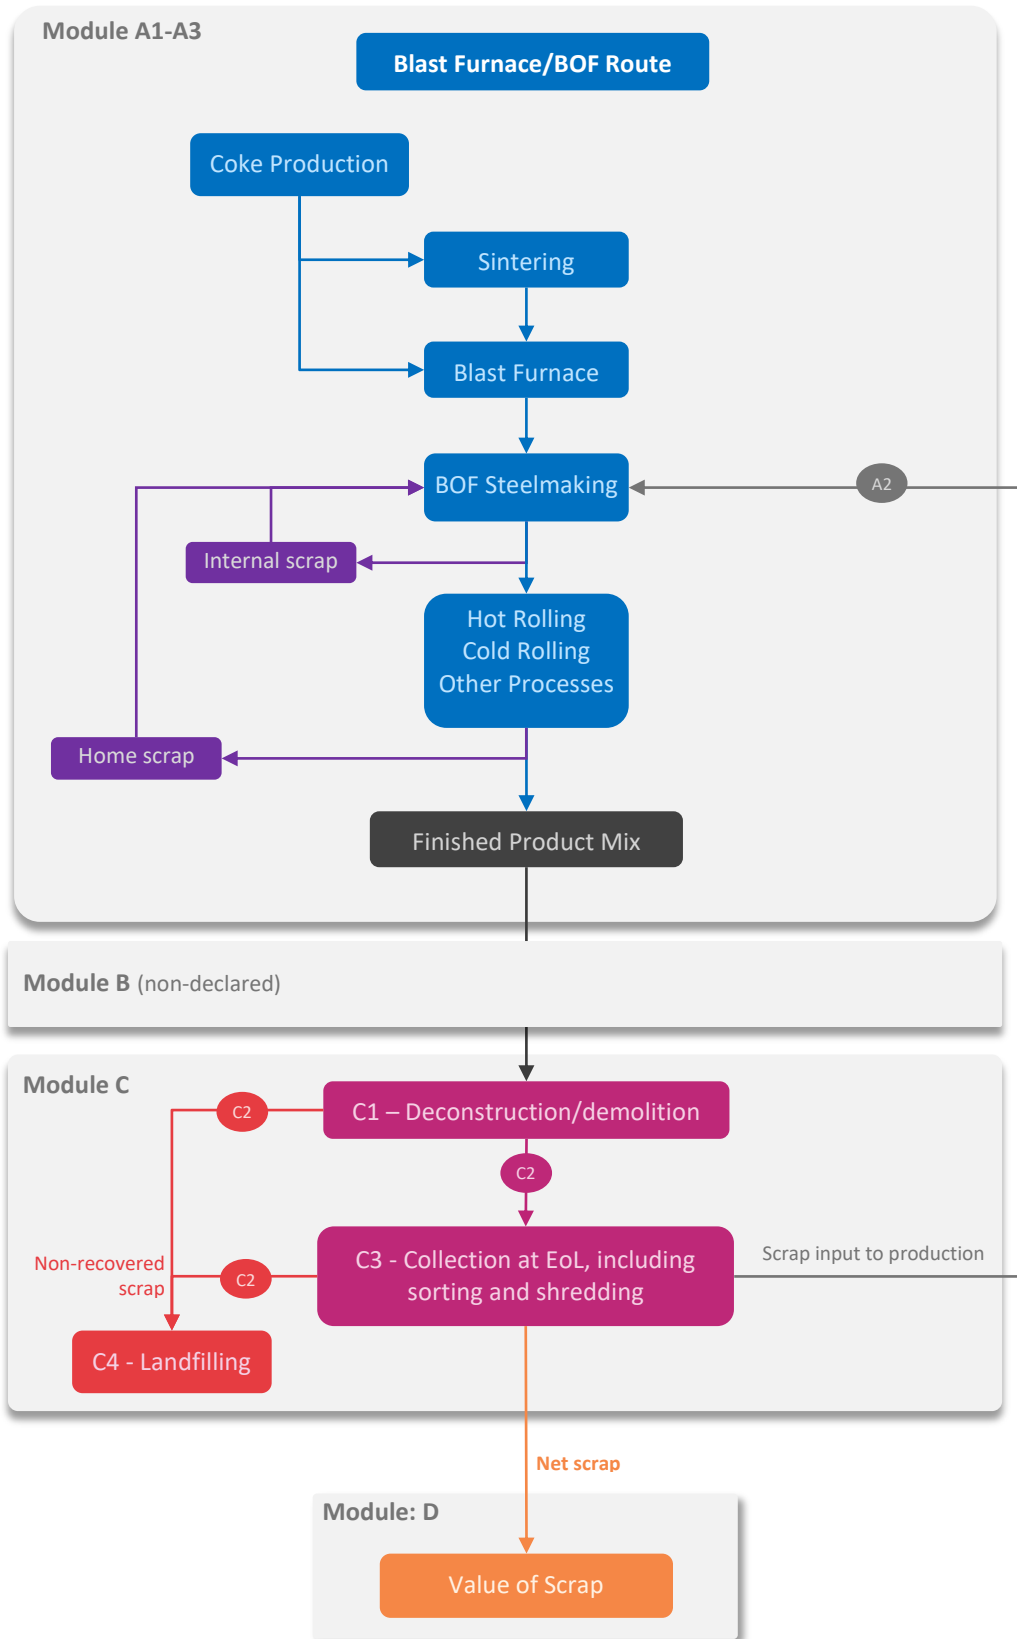 Module A1-A3
Blast Furnace/BOF Route
Coke Production
Sintering
Blast Furnace
BOF Steelmaking
A2
Internal scrap
Hot Rolling
Cold Rolling
Other Processes
Home scrap
Finished Product Mix
Module B (non-declared)
Module C
C2
C1 – Deconstruction/demolition
C2
Non-recovered
scrap
C2
C3 - Collection at EoL, including
sorting and shredding
Scrap input to production
C4 - Landfilling
Net scrap
Module: D
Value of Scrap